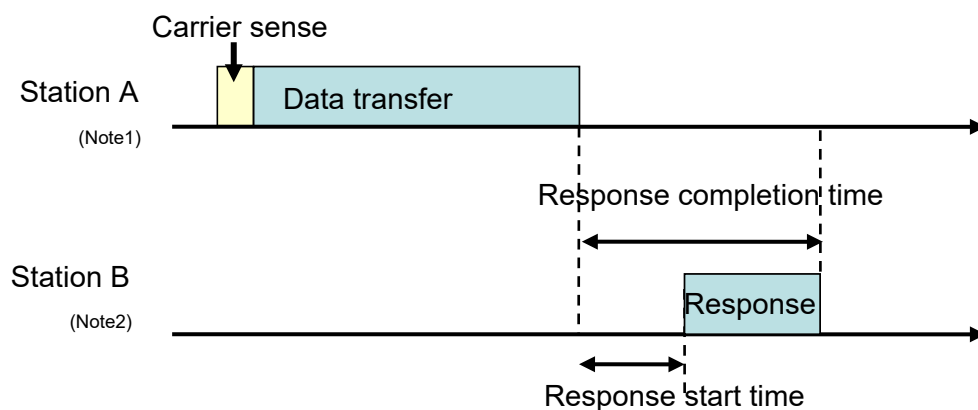 Carrier sense
Station A
Data transfer
(Note1)
Response completion time
Station B
Response
(Note2)
Response start time